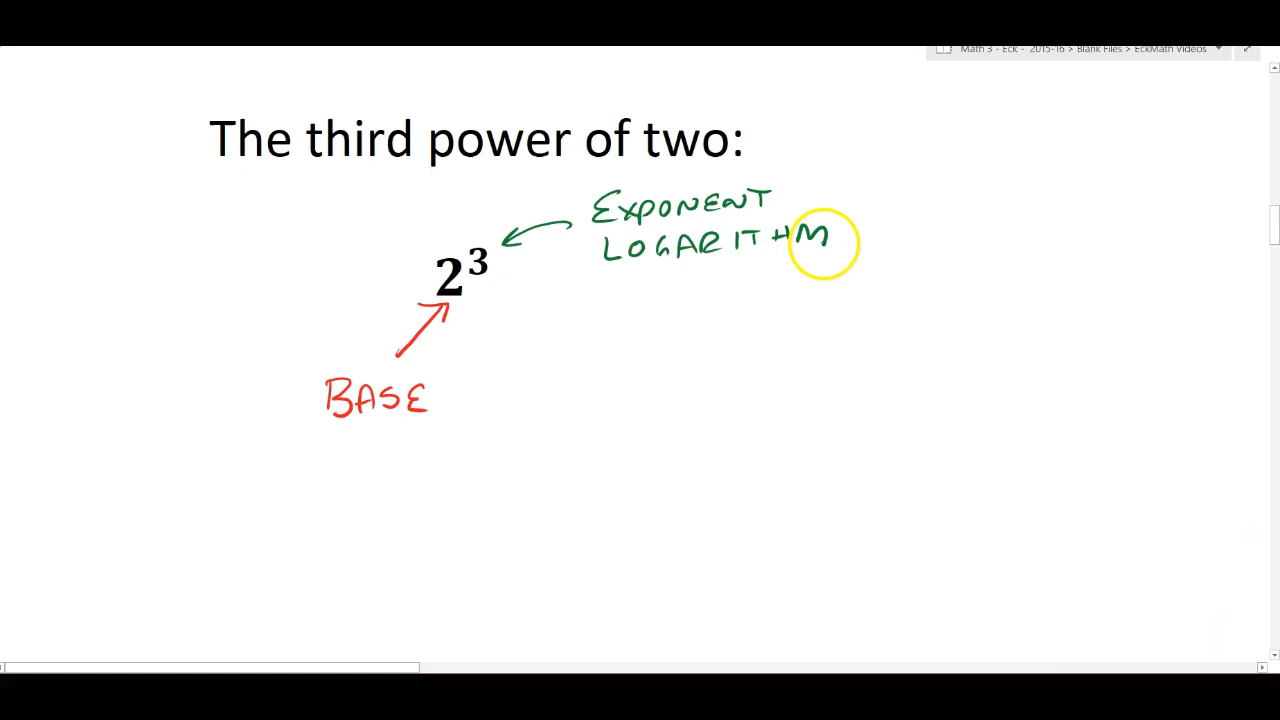 Math 3 - Eck - 2015-16 > Blank Files > EckMath Videos
The third power of two:
EXPONENT
LOGARITHM
2³
BASE